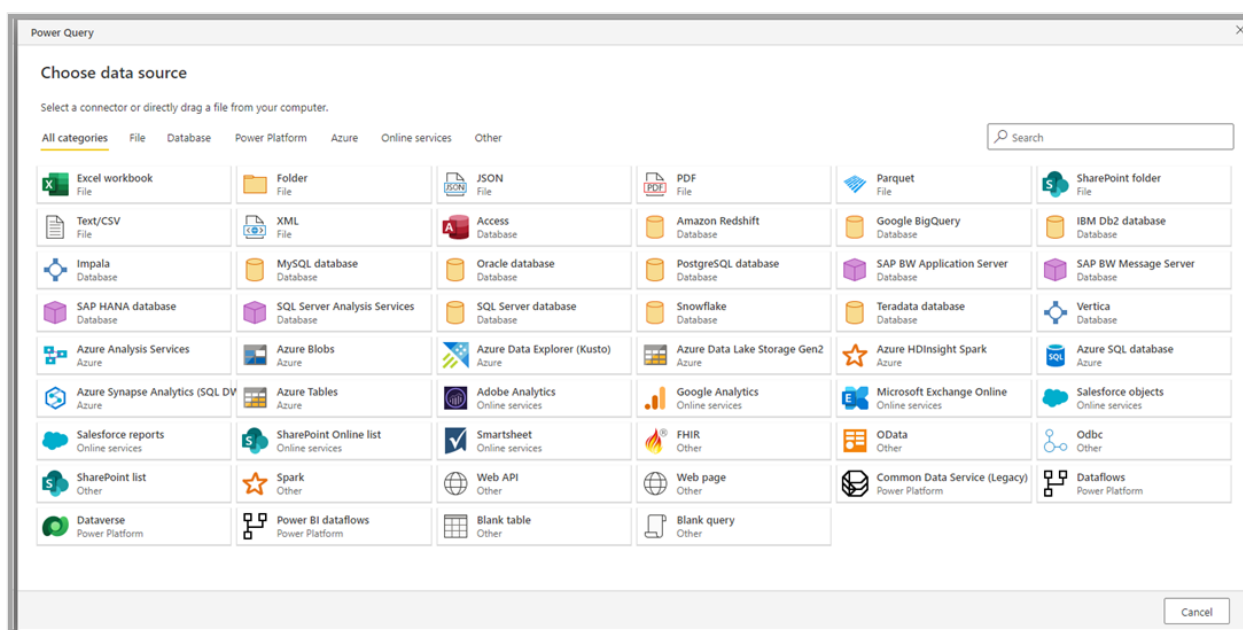 Power Query
Choose data source
Select a connector or directly drag a file from your computer.
All categories File Database Power Platform Azure Online services Other
Search
Excel workbook
File
Folder
File
JSON
JSON
File
PDF
PDF
File
Parquet
File
SharePoint folder
File
Text/CSV
File
XML
File
Access
Database
Amazon Redshift
Database
Google BigQuery
Database
IBM Db2 database
Database
Impala
Database
MySQL database
Database
Oracle database
Database
PostgreSQL database
Database
SAP BW Application Server
Database
SAP BW Message Server
Database
SAP HANA database
Database
SQL Server Analysis Services
Database
SQL Server database
Database
Snowflake
Database
Teradata database
Database
Vertica
Database
Azure Analysis Services
Azure
Azure Blobs
Azure
Azure Data Explorer (Kusto)
Azure
Azure Data Lake Storage Gen2
Azure
Azure HDInsight Spark
Azure
SQL
Azure SQL database
Azure
Azure Synapse Analytics (SQL DW
Azure
Azure Tables
Azure
Adobe Analytics
Online services
Google Analytics
Online services
Microsoft Exchange Online
Online services
Salesforce objects
Online services
Salesforce reports
Online services
SharePoint Online list
Online services
Smartsheet
Online services
FHIR
Other
OData
Other
Odbc
Other
SharePoint list
Other
Spark
Other
Web API
Other
Web page
Other
Common Data Service (Legacy)
Power Platform
Dataflows
Power Platform
Dataverse
Power Platform
Power BI dataflows
Power Platform
Blank table
Other
Blank query
Other
Cancel